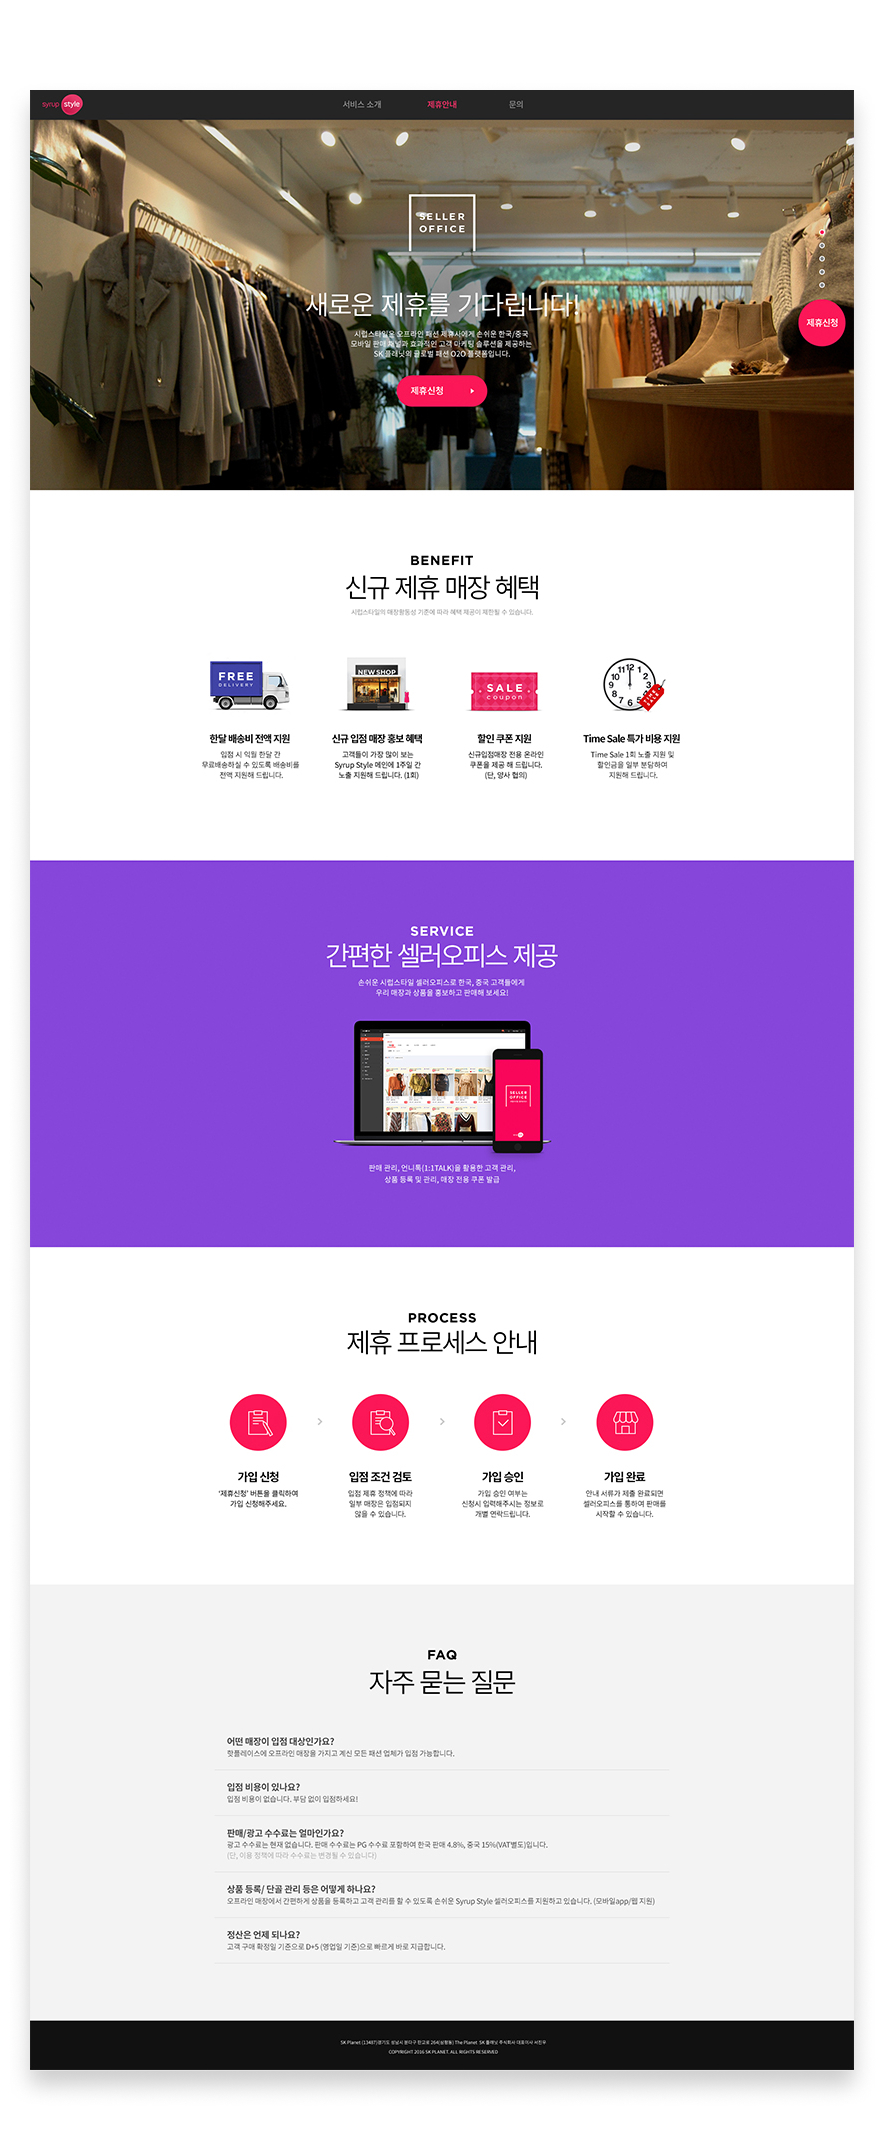 syrup style
서비스 소개
제휴안내
문의
SELLER
OFFICE
새로운 제휴를 기다립니다!
시럽스타일은 오프라인 패션 제휴사에게 손쉬운 한국/중국
모바일 판매 채널과 효과적인 고객 마케팅 솔루션을 제공하는
SK 플래닛의 글로벌 패션 O2O 플랫폼입니다.
제휴신청
제휴신청
BENEFIT
신규 제휴 매장 혜택
시럽스타일의 매장활동성 기준에 따라 혜택 제공이 제한될 수 있습니다.
FREE
DELIVERY
NEW SHOP
SALE
coupon
한달 배송비 전액 지원
입점 시 익월 한달 간
무료배송하실 수 있도록 배송비를
전액 지원해 드립니다.
신규 입점 매장 홍보 혜택
고객들이 가장 많이 보는
Syrup Style 메인에 1주일 간
노출 지원해 드립니다. (1회)
할인 쿠폰 지원
신규입점매장 전용 온라인
쿠폰을 제공 해 드립니다.
(단, 양사 협의)
Time Sale 특가 비용 지원
Time Sale 1회 노출 지원 및
할인금을 일부 분담하여
지원해 드립니다.
SERVICE
간편한 셀러오피스 제공
손쉬운 시럽스타일 셀러오피스로 한국, 중국 고객들에게
우리 매장과 상품을 홍보하고 판매해 보세요!
SELLER
OFFICE
판매 관리, 언니톡(1:1TALK)을 활용한 고객 관리,
상품 등록 및 관리, 매장 전용 쿠폰 발급
PROCESS
제휴 프로세스 안내
가입 신청
'제휴신청' 버튼을 클릭하여
가입 신청해주세요.
입점 조건 검토
입점 제휴 정책에 따라
일부 매장은 입점되지
않을 수 있습니다.
가입 승인
가입 승인 여부는
신청시 입력해주시는 정보로
개별 연락드립니다.
가입 완료
안내 서류가 제출 완료되면
셀러오피스를 통하여 판매를
시작할 수 있습니다.
FAQ
자주 묻는 질문
어떤 매장이 입점 대상인가요?
핫플레이스에 오프라인 매장을 가지고 계신 모든 패션 업체가 입점 가능합니다.
입점 비용이 있나요?
입점 비용이 없습니다. 부담 없이 입점하세요!
판매/광고 수수료는 얼마인가요?
광고 수수료는 현재 없습니다. 판매 수수료는 PG 수수료 포함하여 한국 판매 4.8%, 중국 15%(VAT별도)입니다.
(단, 이용 정책에 따라 수수료는 변경될 수 있습니다)
상품 등록/ 단골 관리 등은 어떻게 하나요?
오프라인 매장에서 간편하게 상품을 등록하고 고객 관리를 할 수 있도록 손쉬운 Syrup Style 셀러오피스를 지원하고 있습니다. (모바일app/웹 지원)
정산은 언제 되나요?
고객 구매 확정일 기준으로 D+5 (영업일 기준)으로 빠르게 바로 지급합니다.
SK Planet (13487)경기도 성남시 분당구 판교로 264(삼평동) The Planet SK 플래닛 주식회사 대표이사 서진우
COPYRIGHT 2016 SK PLANET. ALL RIGHTS RESERVED